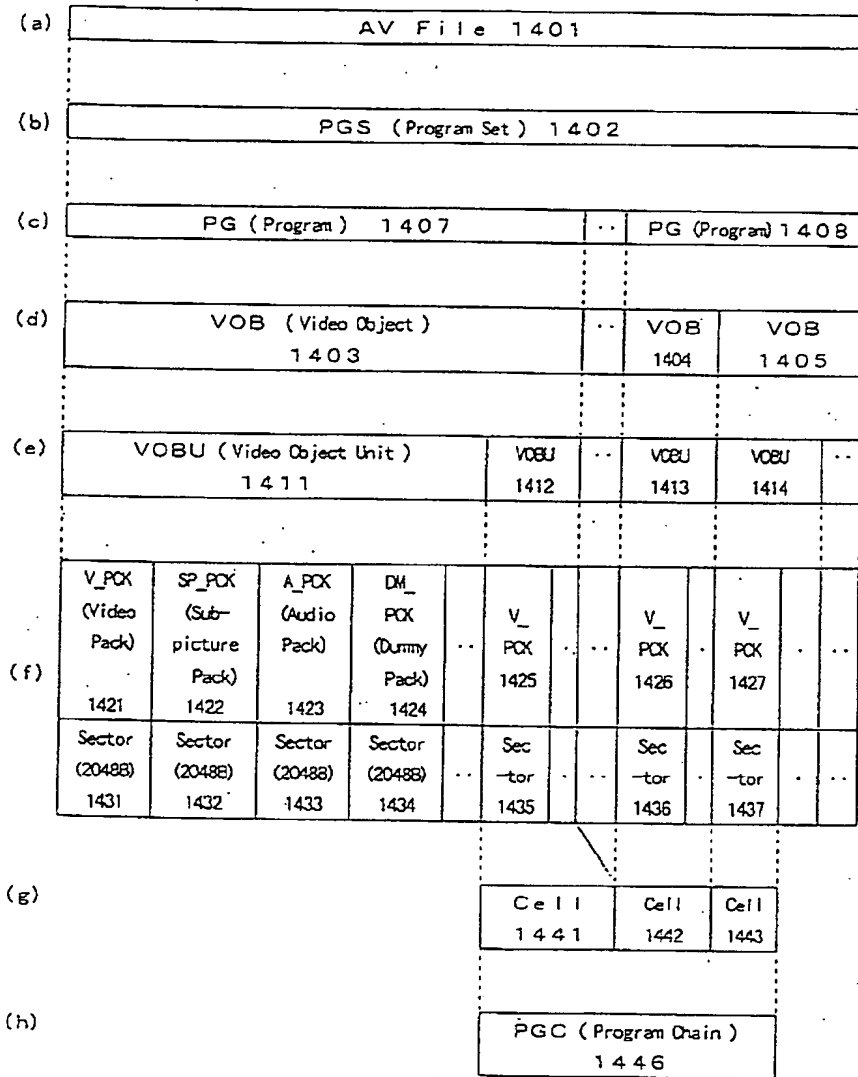 (a) AV File 1401
(b) PGS (Program Set) 1402
(c) PG (Program) 1407 ·· PG (Program) 1408
(d) VOB (Video Object) ·· VOB VOB
1403 1404 1405
(e) VOBU (Video Object Unit) VOBU ·· VOBU VOBU ··
1411 1412 1413 1414
V_PCK SP_PCK A_PCK DM_
(Video (Sub- (Audio PCK V_ V_ V_
Pack) picture Pack) (Dummy ·· PCK · ·· PCK · PCK · ··
(f) Pack) Pack) 1425 1426 1427
1421 1422 1423 1424
Sector Sector Sector Sector Sec Sec Sec
(2048B) (2048B) (2048B) (2048B) ·· -tor · ·· -tor · -tor · ··
1431 1432 1433 1434 1435 1436 1437
(g) Cell Cell Cell
1441 1442 1443
(h) PGC (Program Chain)
1446